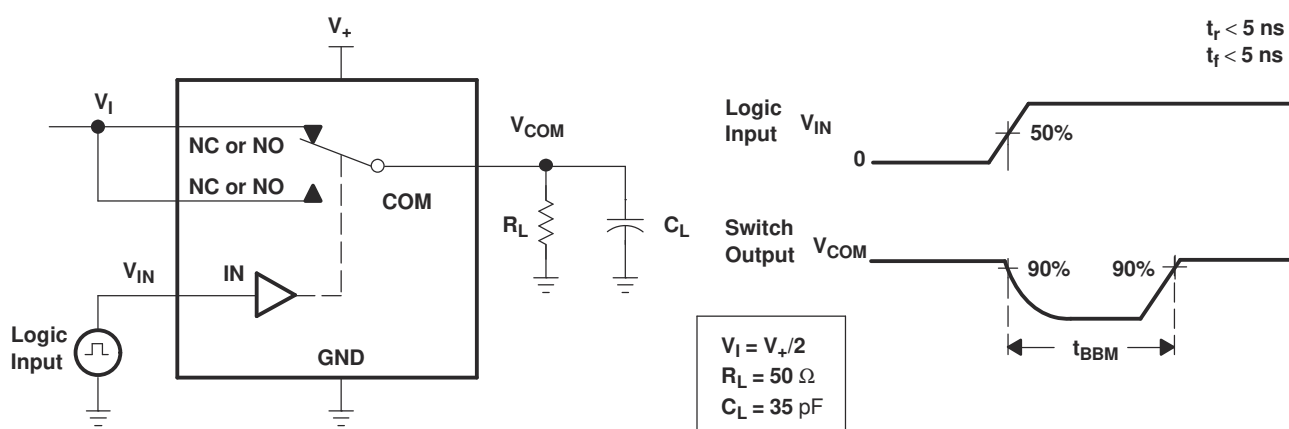 V+
VI
NC or NO
NC or NO
VCOM
COM
RL
CL
VIN
IN
Logic
Input
GND
VI = V+/2
RL = 50 Ω
CL = 35 pF
tr < 5 ns
tf < 5 ns
Logic
Input
VIN
50%
0
Switch
Output
VCOM
90%
90%
tBBM